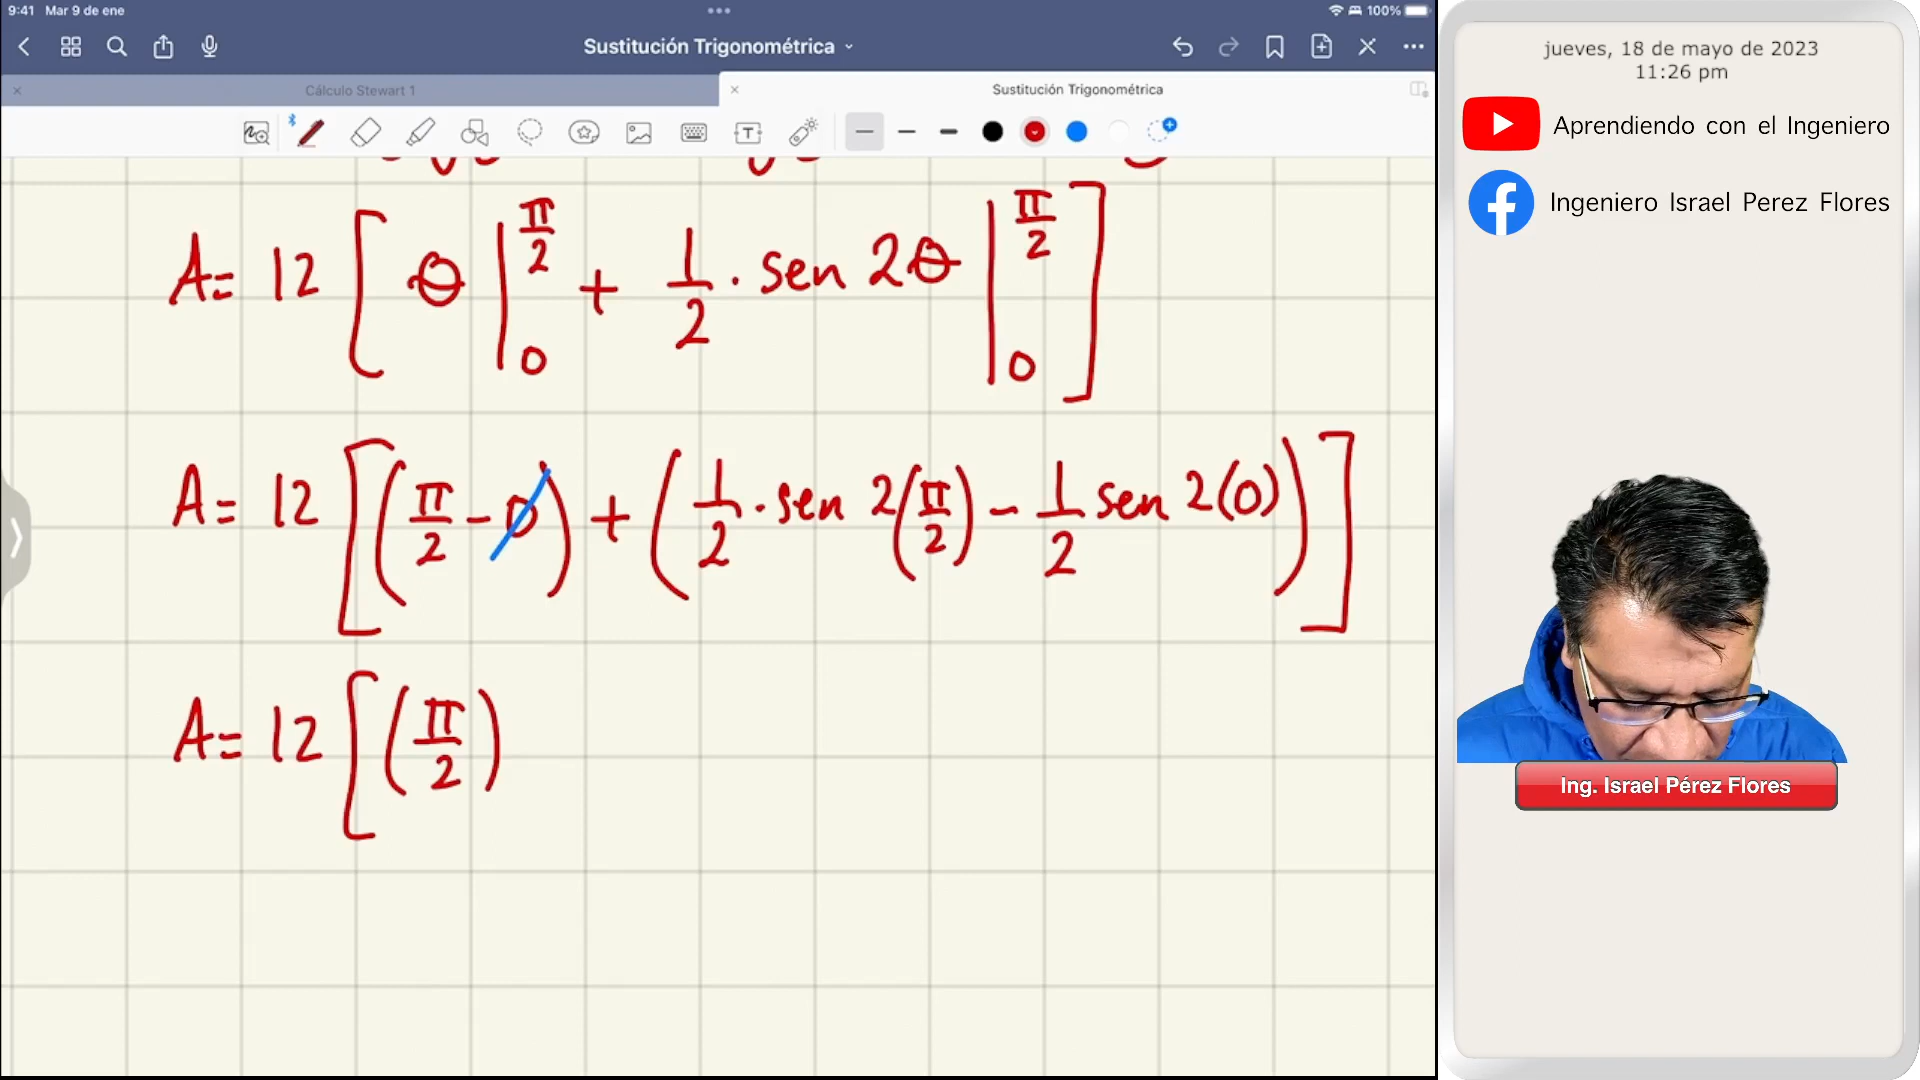 9:41 Mar 9 de ene
100%
Sustitución Trigonométrica
Cálculo Stewart 1
Sustitución Trigonométrica
A = 12 [ θ |₀^(π/2) + 1/2 · sen 2θ |₀^(π/2) ]
A = 12 [ (π/2 - 0) + ( 1/2 · sen 2(π/2) - 1/2 sen 2(0) ) ]
A = 12 [ (π/2)
jueves, 18 de mayo de 2023
11:26 pm
Aprendiendo con el Ingeniero
Ingeniero Israel Perez Flores
Ing. Israel Pérez Flores